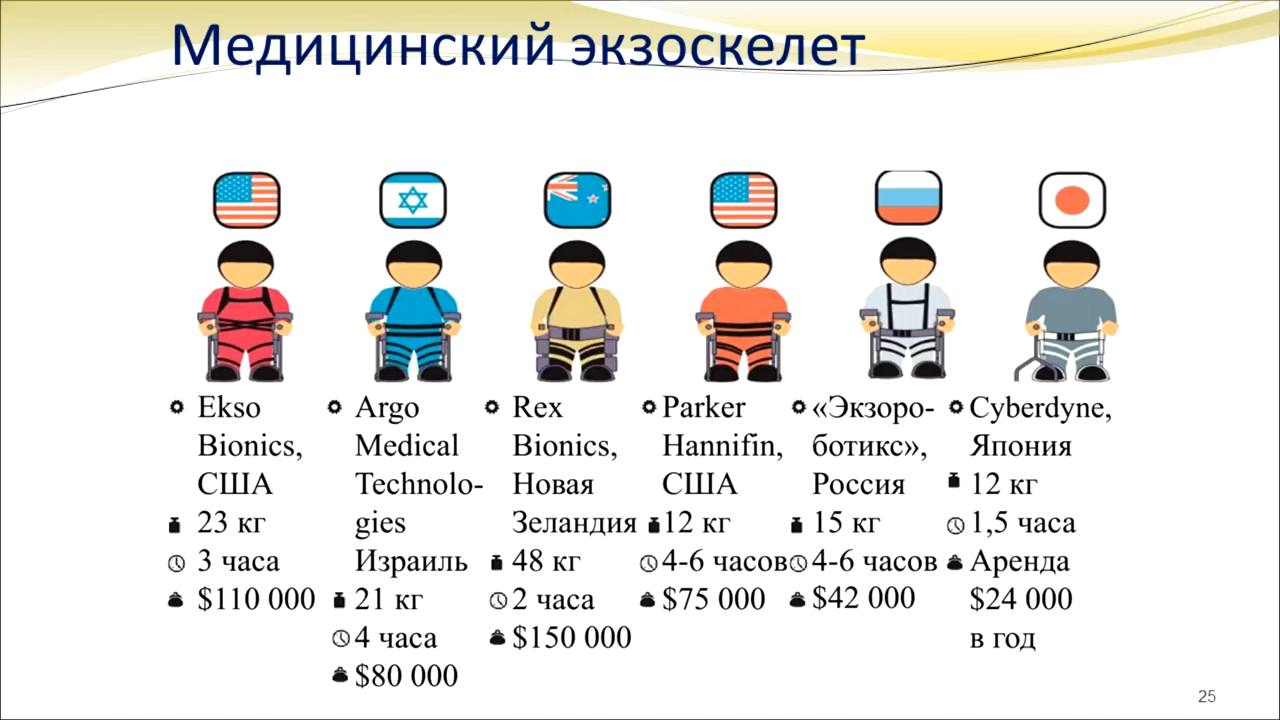 Медицинский экзоскелет
Ekso
Bionics,
США
23 кг
3 часа
$110 000
Argo
Medical
Technolo-
gies
Израиль
21 кг
4 часа
$80 000
Rex
Bionics,
Новая
Зеландия
48 кг
2 часа
$150 000
Parker
Hannifin,
США
12 кг
4-6 часов
$75 000
«Экзоро-
ботикс»,
Россия
15 кг
4-6 часов
$42 000
Cyberdyne,
Япония
12 кг
1,5 часа
Аренда
$24 000
в год
25